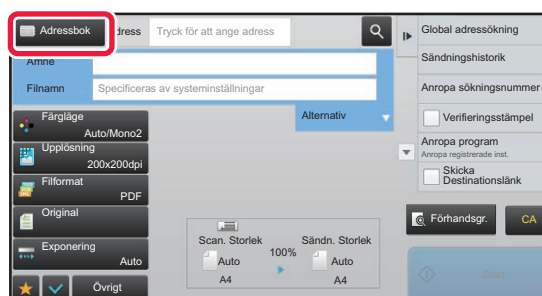 Adressbok
dress
Tryck för att ange adress
Ämne
Filnamn
Specificeras av systeminställningar
Alternativ
Färgläge
Auto/Mono2
Upplösning
200x200dpi
Filformat
PDF
Original
Exponering
Auto
Övrigt
Scan. Storlek
100%
Sändn. Storlek
Auto
Auto
A4
A4
Global adressökning
Sändningshistorik
Anropa sökningsnummer
Verifieringsstämpel
Anropa program
Anropa registrerade inst.
Skicka
Destinationslänk
Förhandsgr.
CA
Start